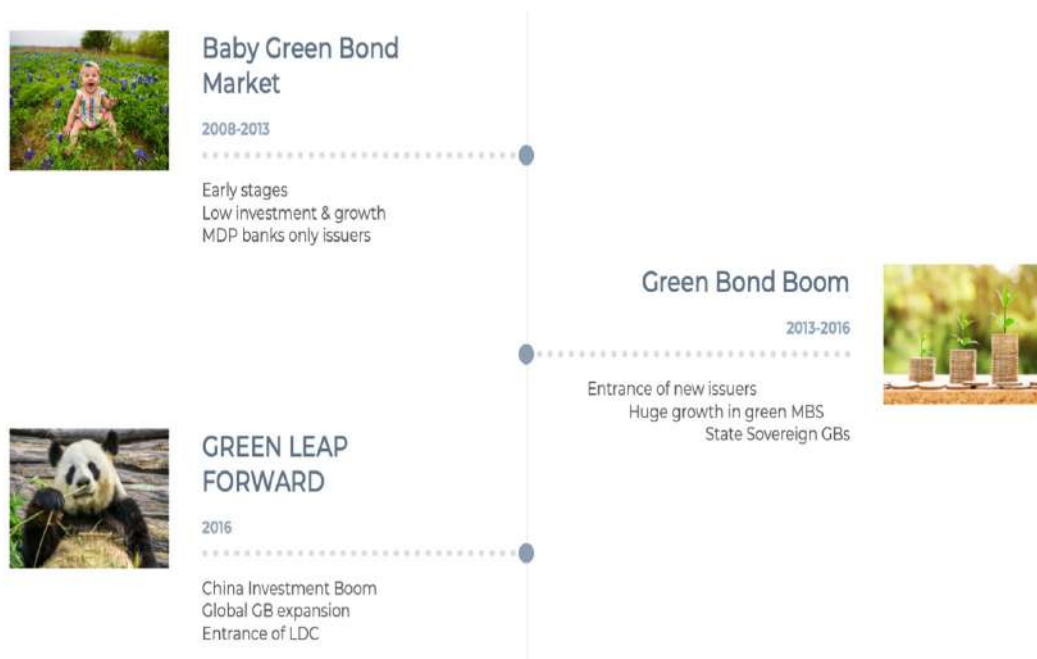 Baby Green Bond
Market
2008-2013
Early stages
Low investment & growth
MDP banks only issuers
Green Bond Boom
2013-2016
Entrance of new issuers
Huge growth in green MBS
State Sovereign GBs
GREEN LEAP
FORWARD
2016
China Investment Boom
Global GB expansion
Entrance of LDC